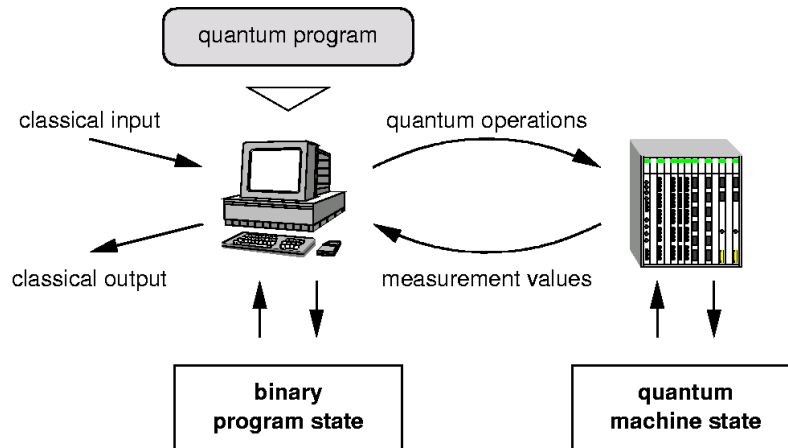 quantum program
classical input
quantum operations
classical output
measurement values
binary
program state
quantum
machine state